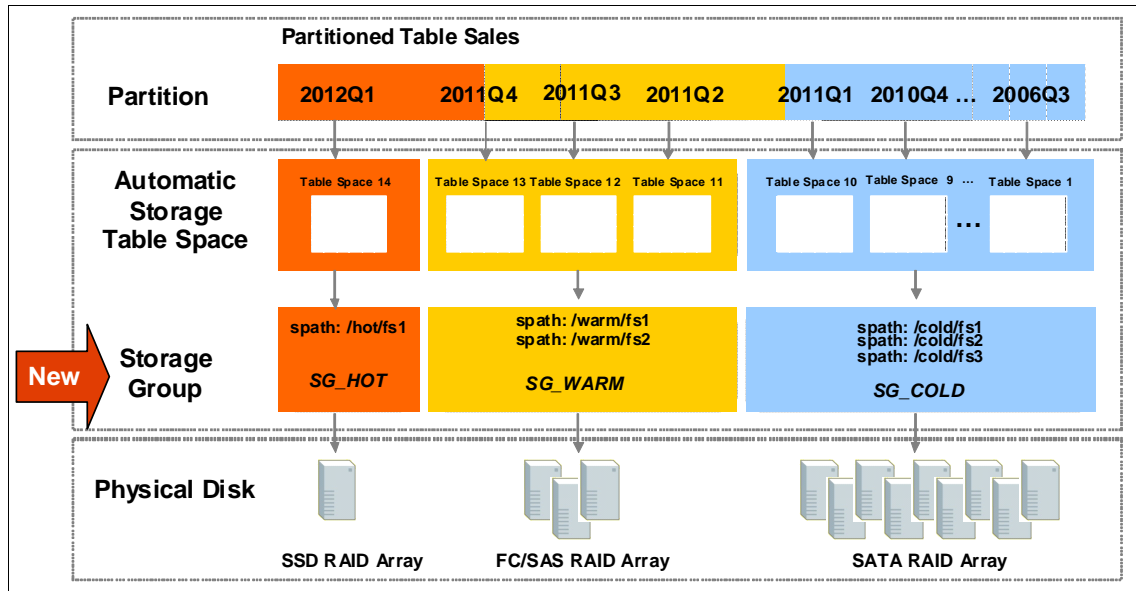 Partitioned Table Sales
Partition
2012Q1 2011Q4 2011Q3 2011Q2 2011Q1 2010Q4 ... 2006Q3
Automatic
Storage
Table Space
Table Space 14 Table Space 13 Table Space 12 Table Space 11 Table Space 10 Table Space 9 ... Table Space 1
...
New
Storage
Group
spath: /hot/fs1
SG_HOT
spath: /warm/fs1
spath: /warm/fs2
SG_WARM
spath: /cold/fs1
spath: /cold/fs2
spath: /cold/fs3
SG_COLD
Physical Disk
SSD RAID Array FC/SAS RAID Array SATA RAID Array